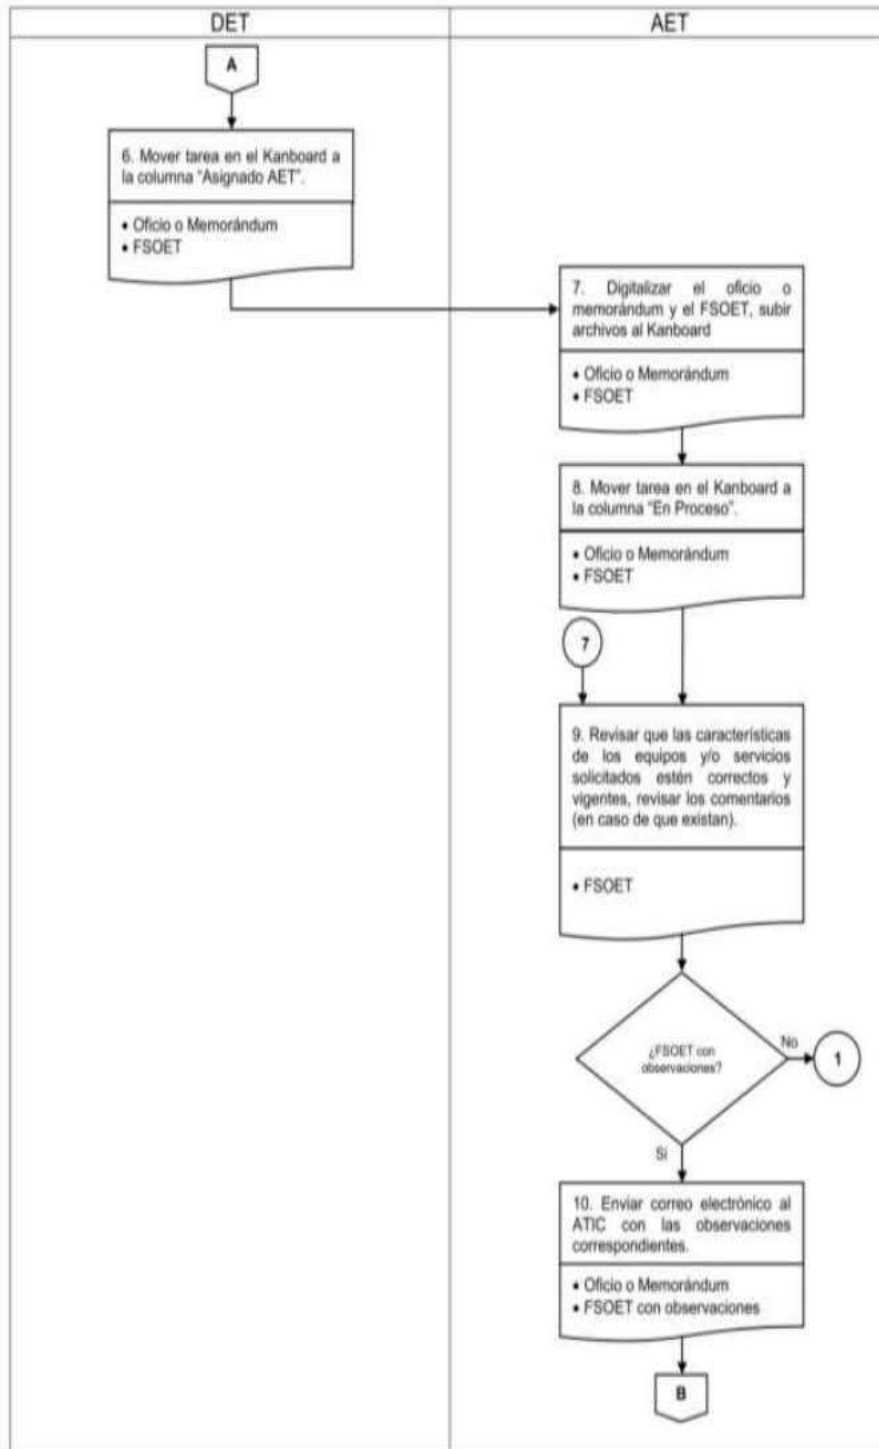 DET
AET
A
6. Mover tarea en el Kanboard a
la columna "Asignado AET".
• Oficio o Memorándum
• FSOET
7. Digitalizar el oficio o
memorándum y el FSOET, subir
archivos al Kanboard
• Oficio o Memorándum
• FSOET
8. Mover tarea en el Kanboard a
la columna "En Proceso".
• Oficio o Memorándum
• FSOET
7
9. Revisar que las características
de los equipos y/o servicios
solicitados estén correctos y
vigentes, revisar los comentarios
(en caso de que existan).
• FSOET
¿FSOET con
observaciones?
No
1
Si
10. Enviar correo electrónico al
ATIC con las observaciones
correspondientes.
• Oficio o Memorándum
• FSOET con observaciones
B